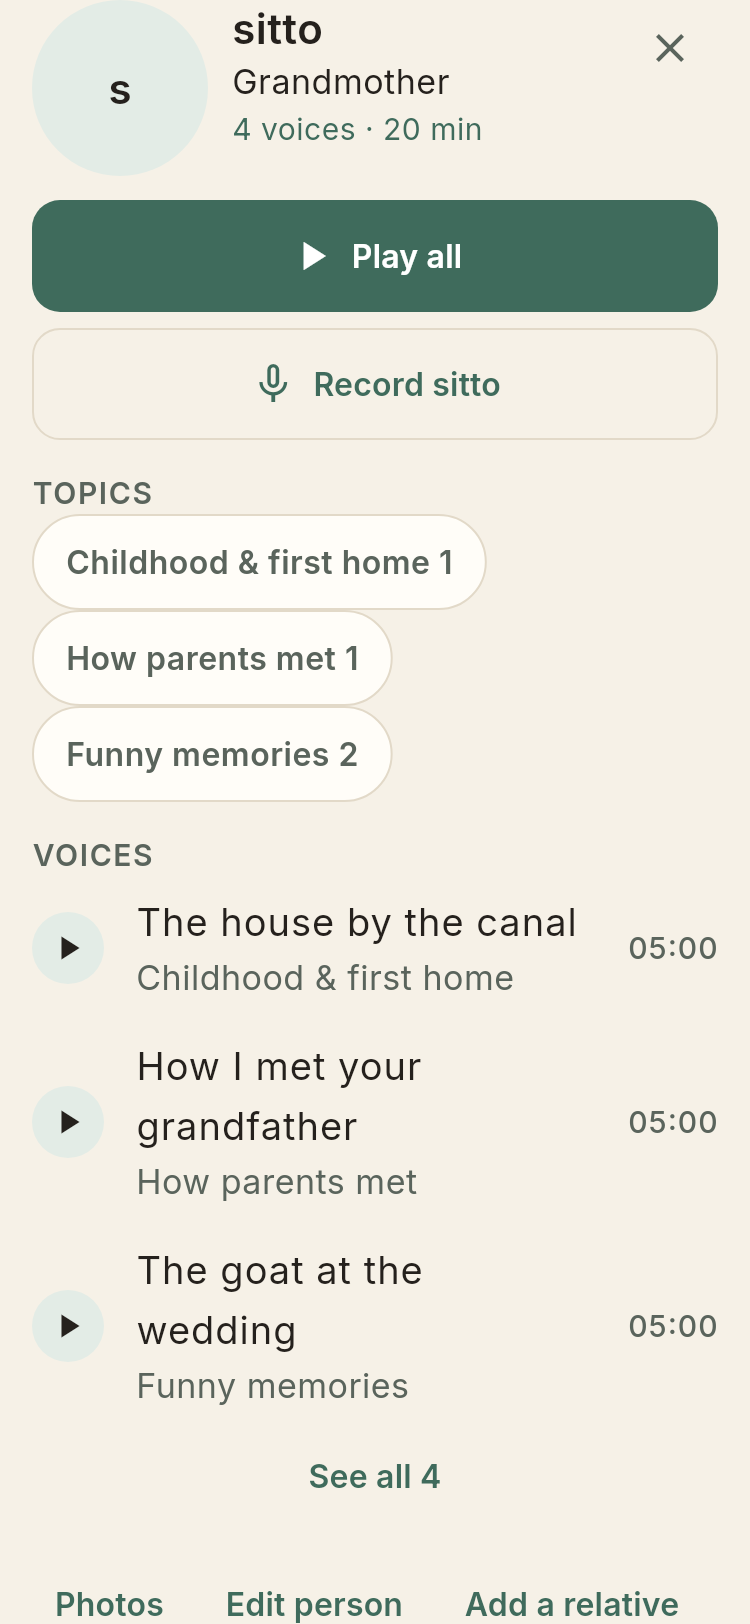 s
sitto
Grandmother
4 voices · 20 min
Play all
Record sitto
TOPICS
Childhood & first home 1
How parents met 1
Funny memories 2
VOICES
The house by the canal
Childhood & first home
05:00
How I met your
grandfather
How parents met
05:00
The goat at the
wedding
Funny memories
05:00
See all 4
Photos
Edit person
Add a relative